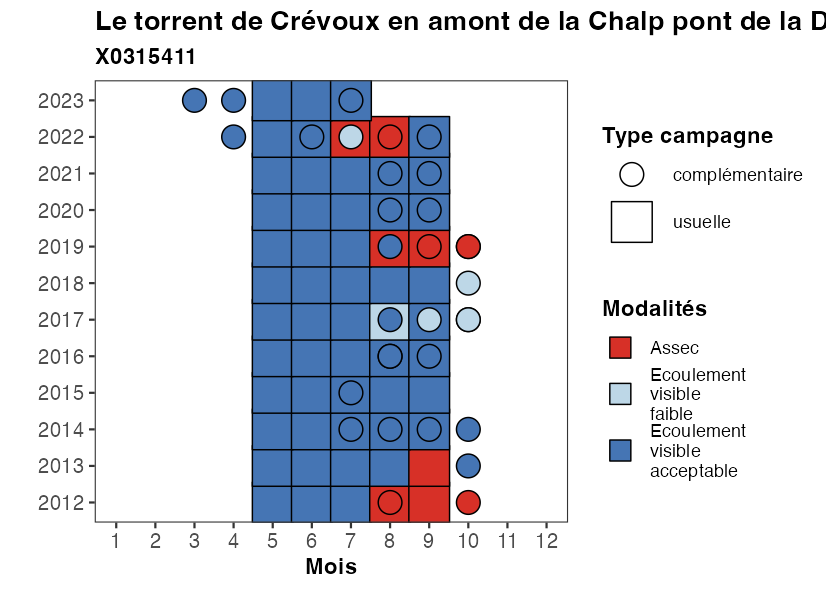 Le torrent de Crévoux en amont de la Chalp pont de la D
X0315411
2023
2022
2021
2020
2019
2018
2017
2016
2015
2014
2013
2012
1 2 3 4 5 6 7 8 9 10 11 12
Mois
Type campagne
complémentaire
usuelle
Modalités
Assec
Ecoulement
visible
faible
Ecoulement
visible
acceptable